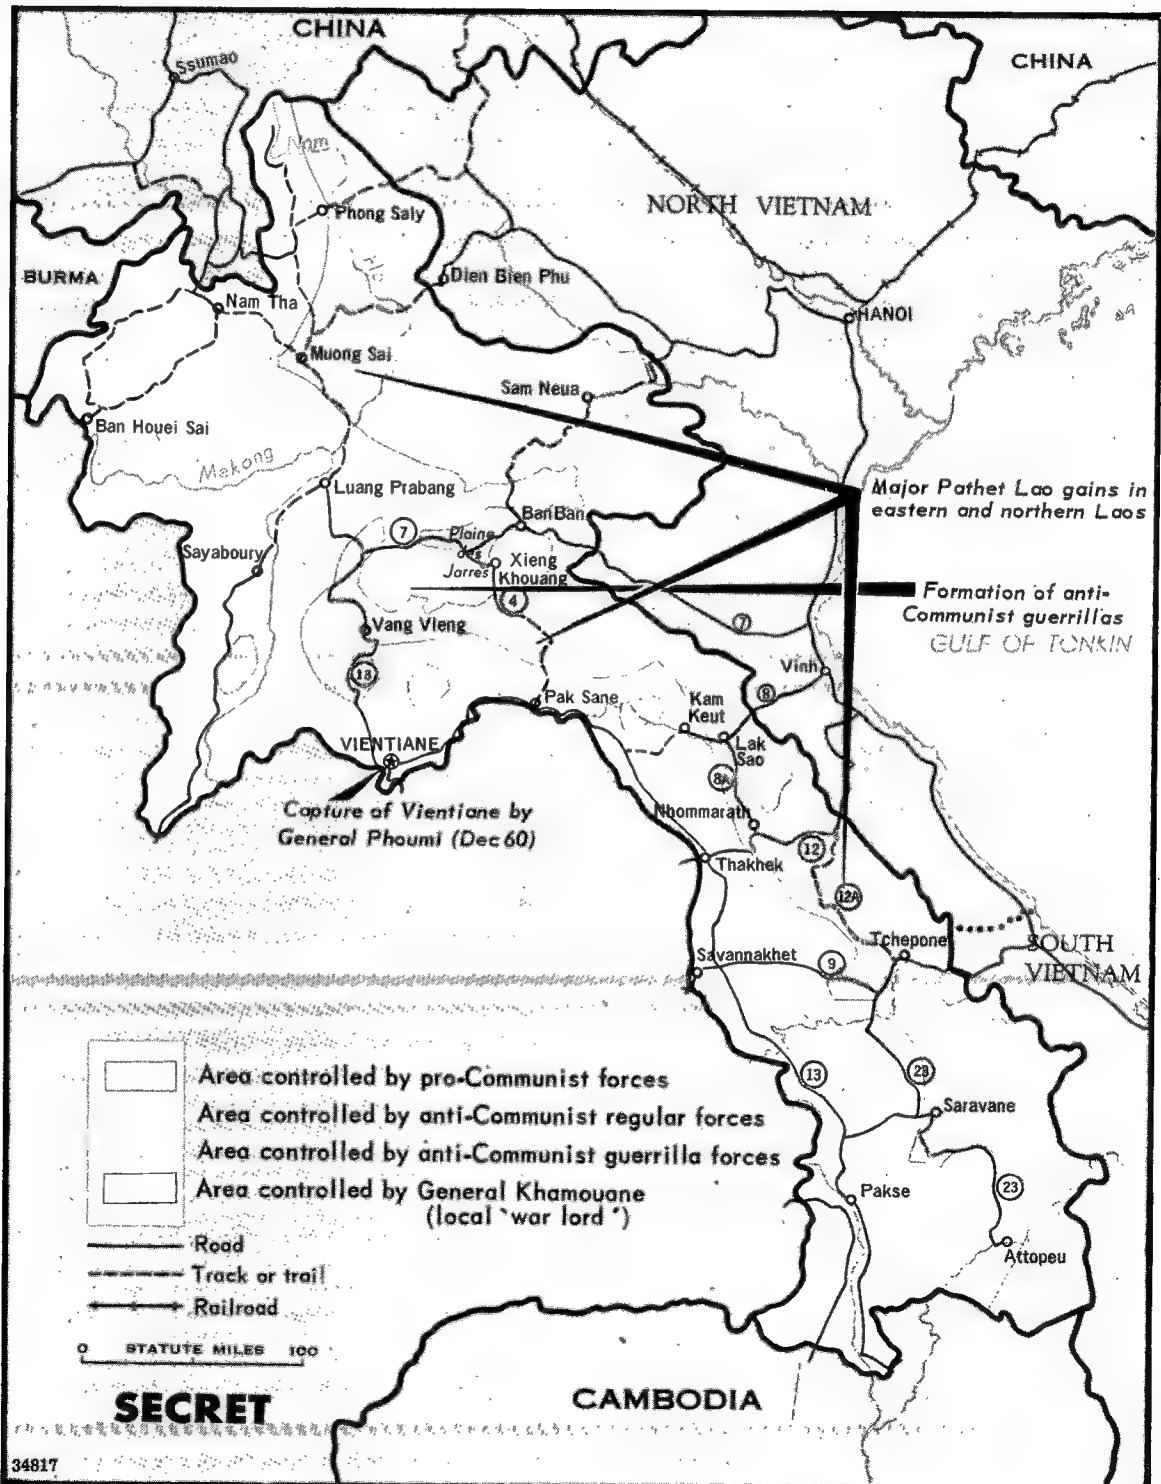 CHINA
CHINA
Ssumao
Nam
Phong Saly
NORTH VIETNAM
BURMA
Dien Bien Phu
Nam Tha
HANOI
Muong Sai
Sam Neua
Ban Houei Sai
Mekong
Luang Prabang
Major Pathet Lao gains in
eastern and northern Laos
BanBan
7
Plaine
des
Jarres
Sayaboury
Xieng
Khouang
4
Formation of anti-
Communist guerrillas
GULF OF TONKIN
Vang Vieng
7
13
Vinh
8
Pak Sane
Kam
Keut
Lak
Sao
VIENTIANE
8A
Capture of Vientiane by
General Phoumi (Dec 60)
Nhommarath
12
Thakhek
12A
Tchepone
SOUTH
VIETNAM
Savannakhet
9
Area controlled by pro-Communist forces
Area controlled by anti-Communist regular forces
Area controlled by anti-Communist guerrilla forces
Area controlled by General Khamouane
(local "war lord")
13
23
Saravane
Pakse
23
Attopeu
Road
Track or trail
Railroad
0 STATUTE MILES 100
SECRET
CAMBODIA
34817